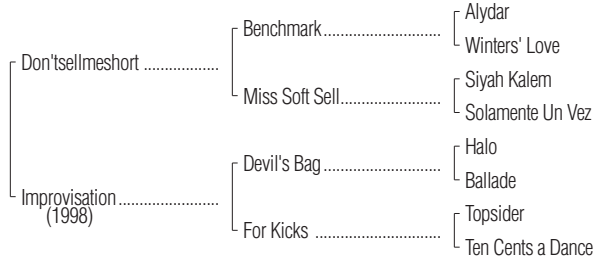 Alydar
Benchmark
Winters' Love
Don'tsellmeshort
Siyah Kalem
Miss Soft Sell
Solamente Un Vez
Halo
Devil's Bag
Ballade
Improvisation
(1998)
Topsider
For Kicks
Ten Cents a Dance